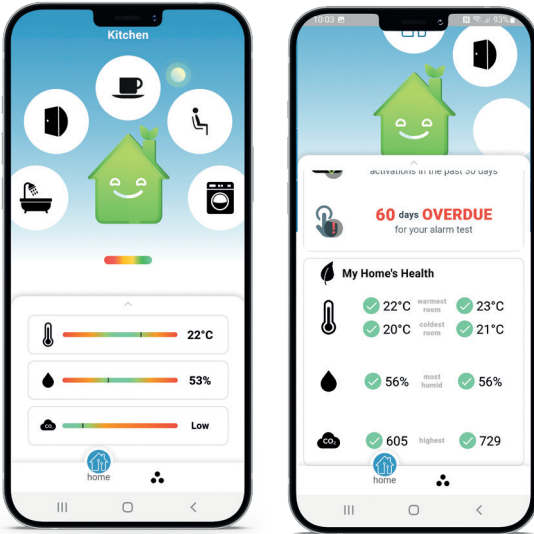 Kitchen
22°C
53%
CO₂
Low
home
10:03
93%
activations in the past 30 days
60 days OVERDUE
for your alarm test
My Home's Health
22°C warmest room 23°C
20°C coldest room 21°C
56% most humid 56%
CO₂ 605 highest 729
home